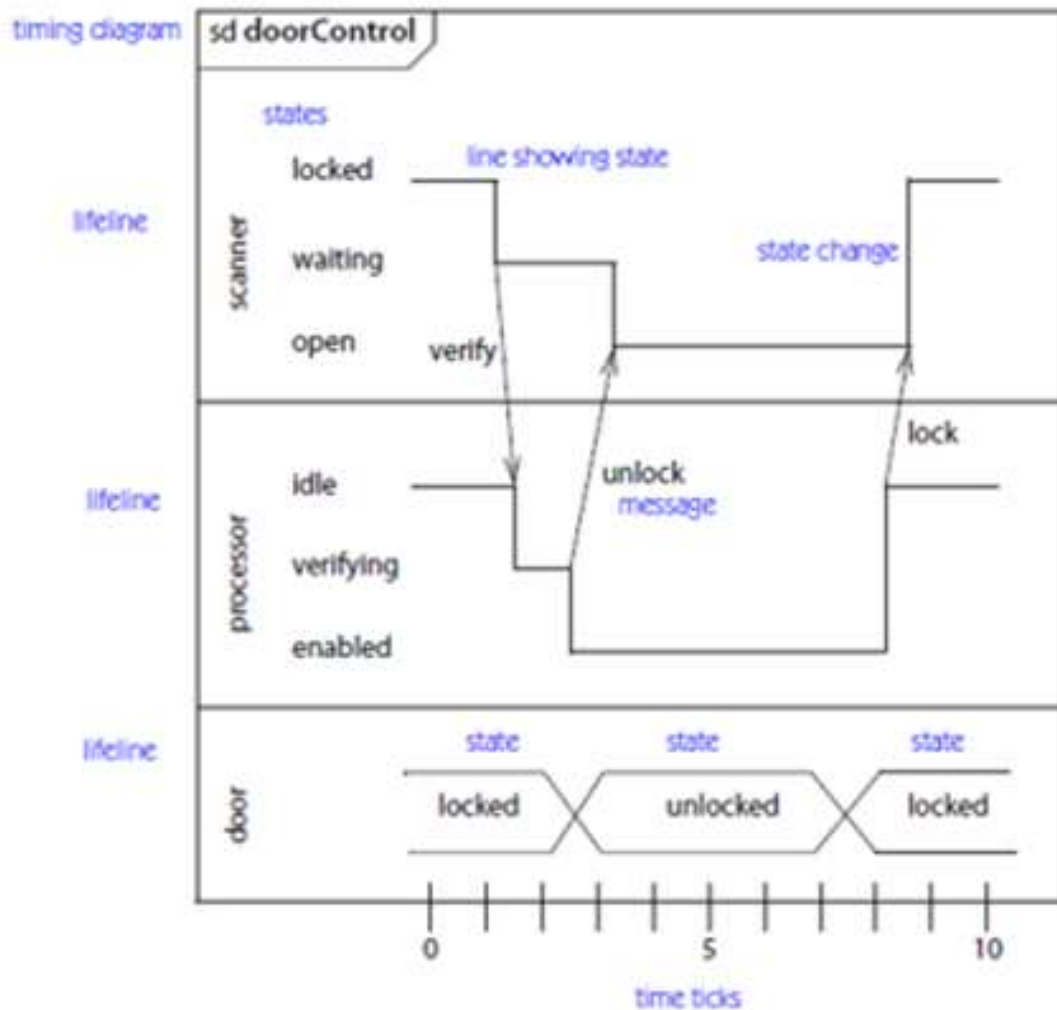 timing diagram
sd doorControl
states
locked
line showing state
lifeline
scanner
waiting
state change
open
verify
lock
idle
unlock
lifeline
message
processor
verifying
enabled
lifeline
state state state
door
locked unlocked locked
0 5 10
time ticks